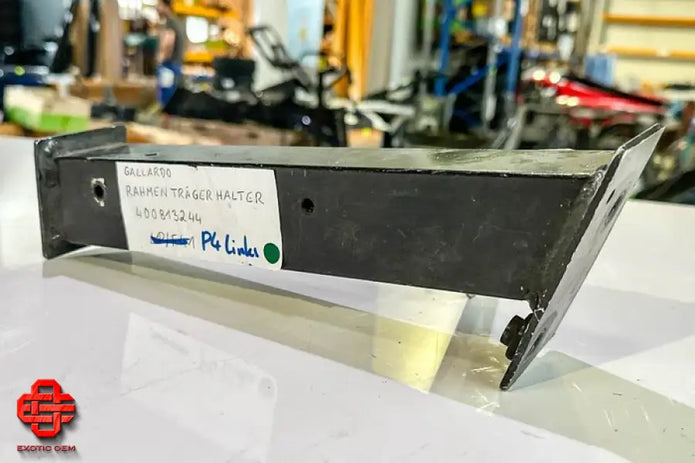 GALLARDO
RAHMEN TRÄGER HALTER
400813244
P4 Links
EXOTIC OEM